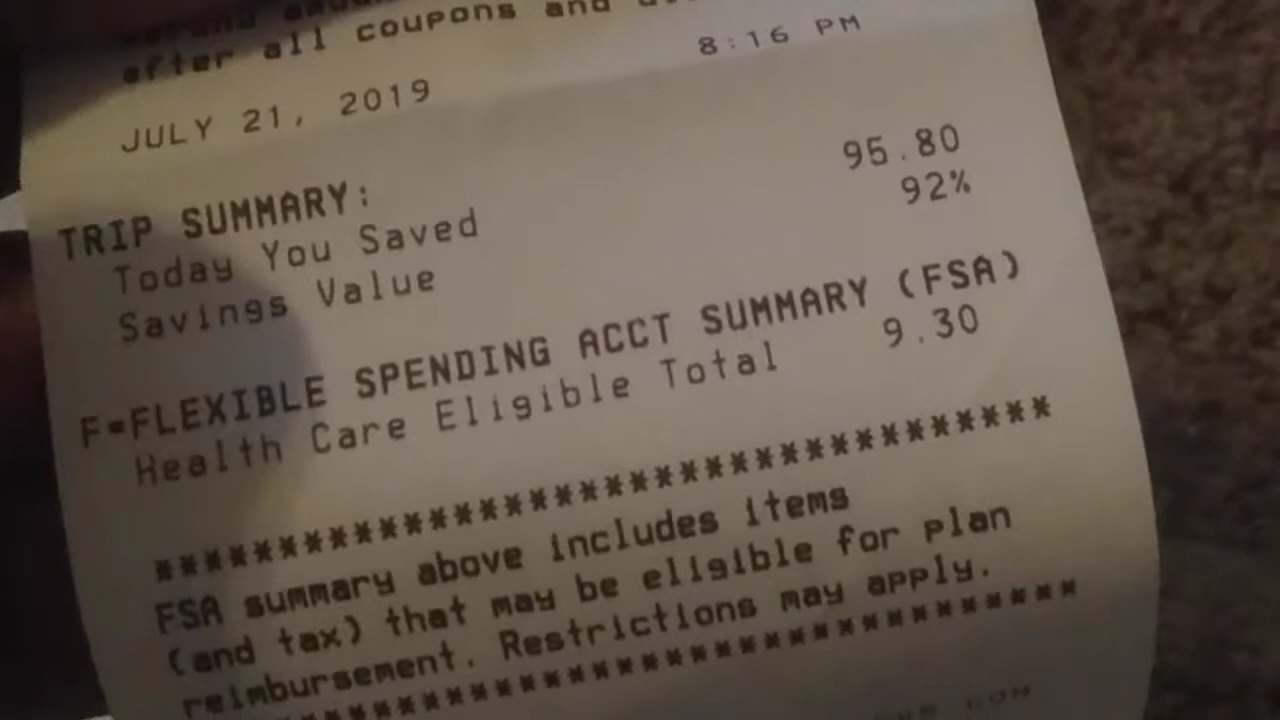 after all coupons and
JULY 21, 2019 8:16 PM
TRIP SUMMARY:
Today You Saved 95.80
Savings Value 92%
F=FLEXIBLE SPENDING ACCT SUMMARY (FSA)
Health Care Eligible Total 9.30
************************************
FSA summary above includes items
(and tax) that may be eligible for plan
reimbursement. Restrictions may apply.
************************************